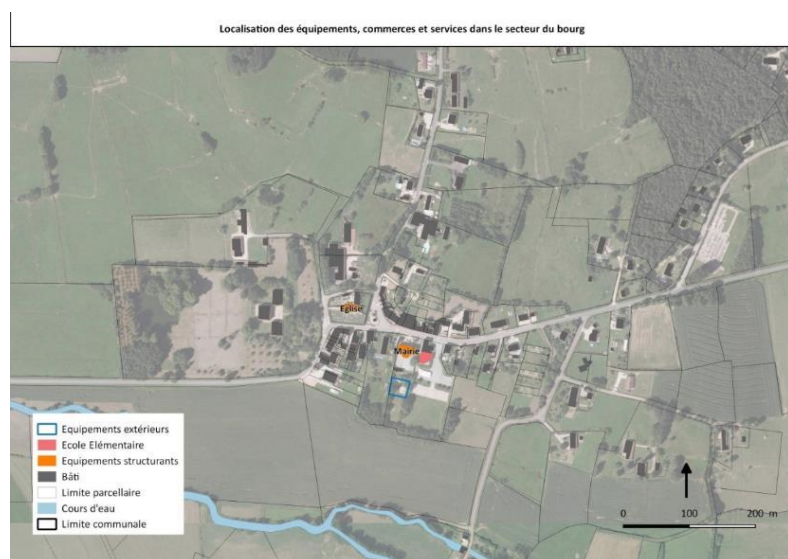 Localisation des équipements, commerces et services dans le secteur du bourg
Eglise
Mairie
Equipements extérieurs
Ecole Elémentaire
Equipements structurants
Bâti
Limite parcellaire
Cours d'eau
Limite communale
0 100 200 m